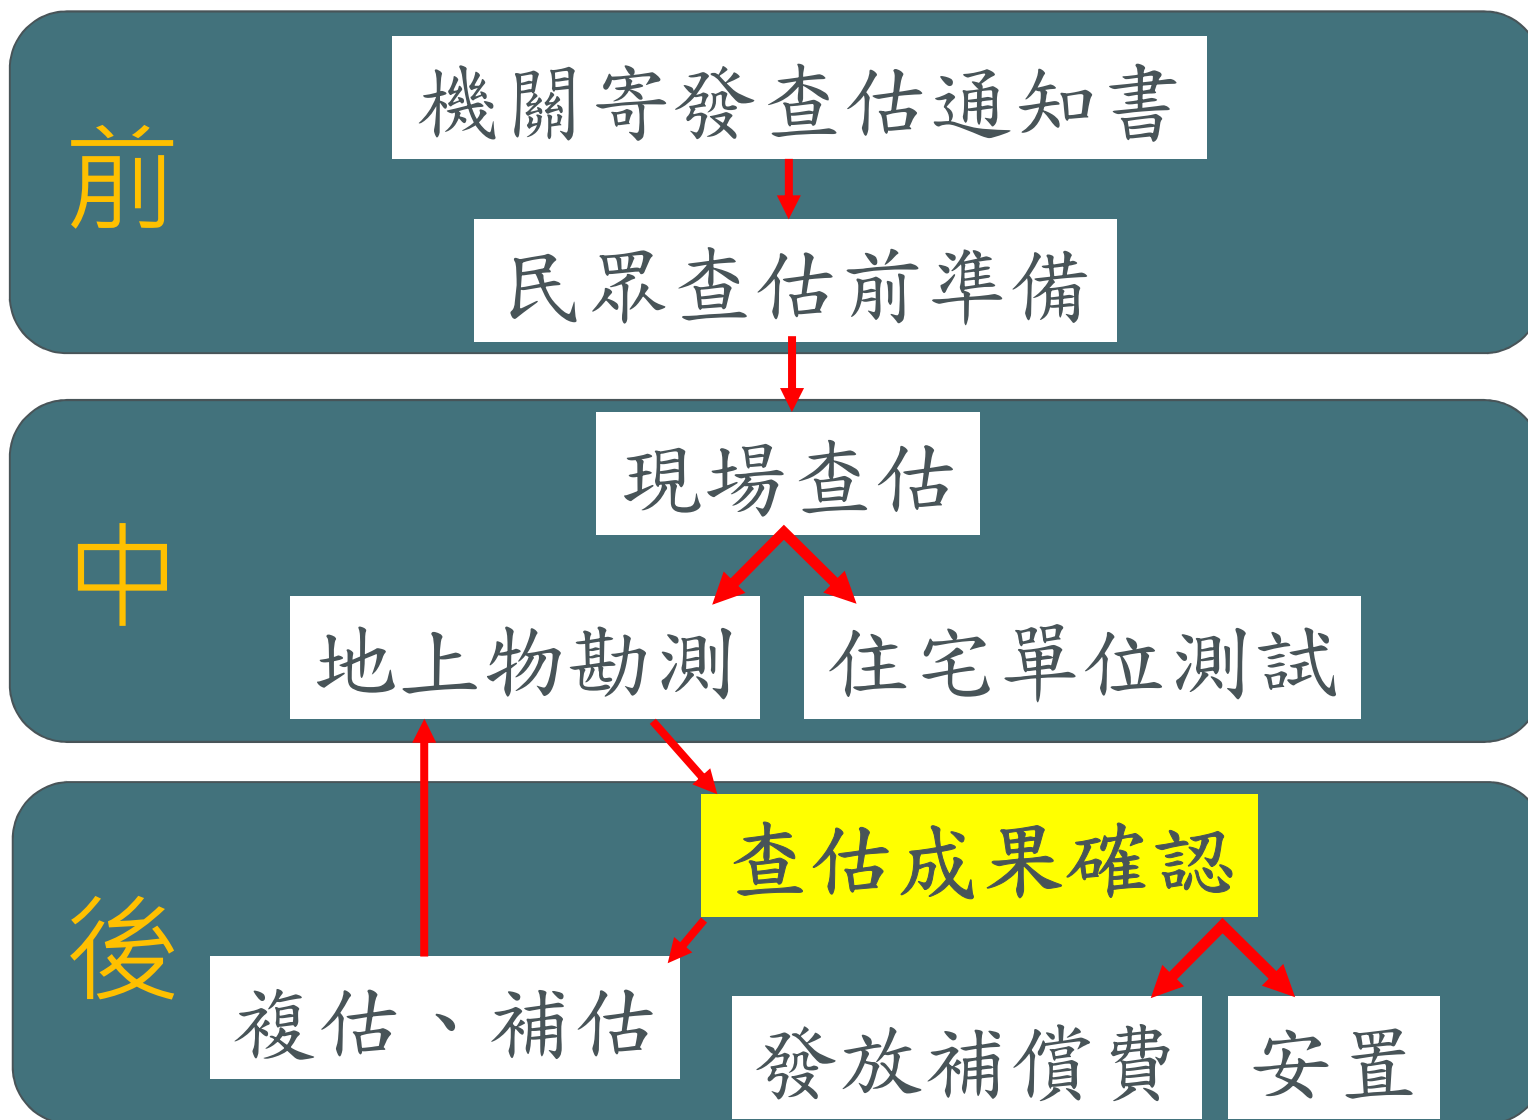 前
機關寄發查估通知書
民眾查估前準備
中
現場查估
地上物勘測
住宅單位測試
後
查估成果確認
複估、補估
發放補償費
安置